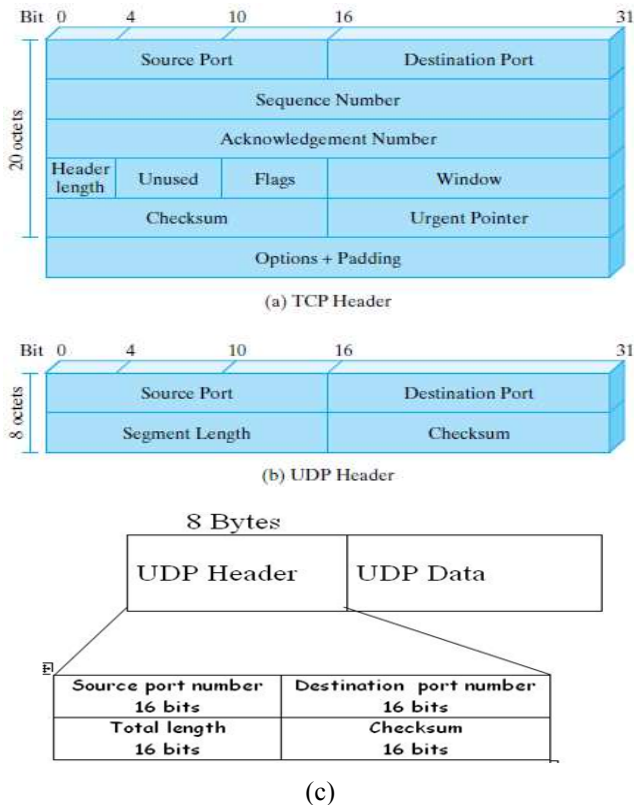 Bit 0 4 10 16 31
Source Port Destination Port
Sequence Number
Acknowledgement Number
Header length Unused Flags Window
Checksum Urgent Pointer
Options + Padding
20 octets
(a) TCP Header
Bit 0 4 10 16 31
Source Port Destination Port
Segment Length Checksum
8 octets
(b) UDP Header
8 Bytes
UDP Header UDP Data
Source port number Destination port number
16 bits 16 bits
Total length Checksum
16 bits 16 bits
(c)